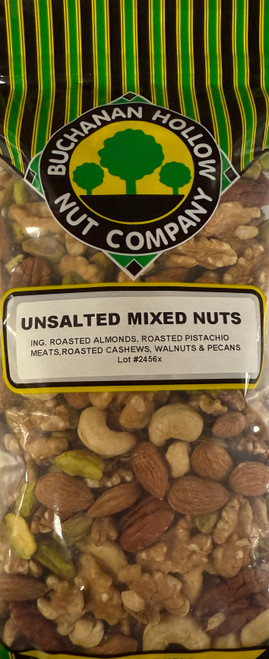 BUCHANAN HOLLOW
NUT COMPANY
UNSALTED MIXED NUTS
ING. ROASTED ALMONDS, ROASTED PISTACHIO
MEATS,ROASTED CASHEWS, WALNUTS & PECANS
Lot #2456x